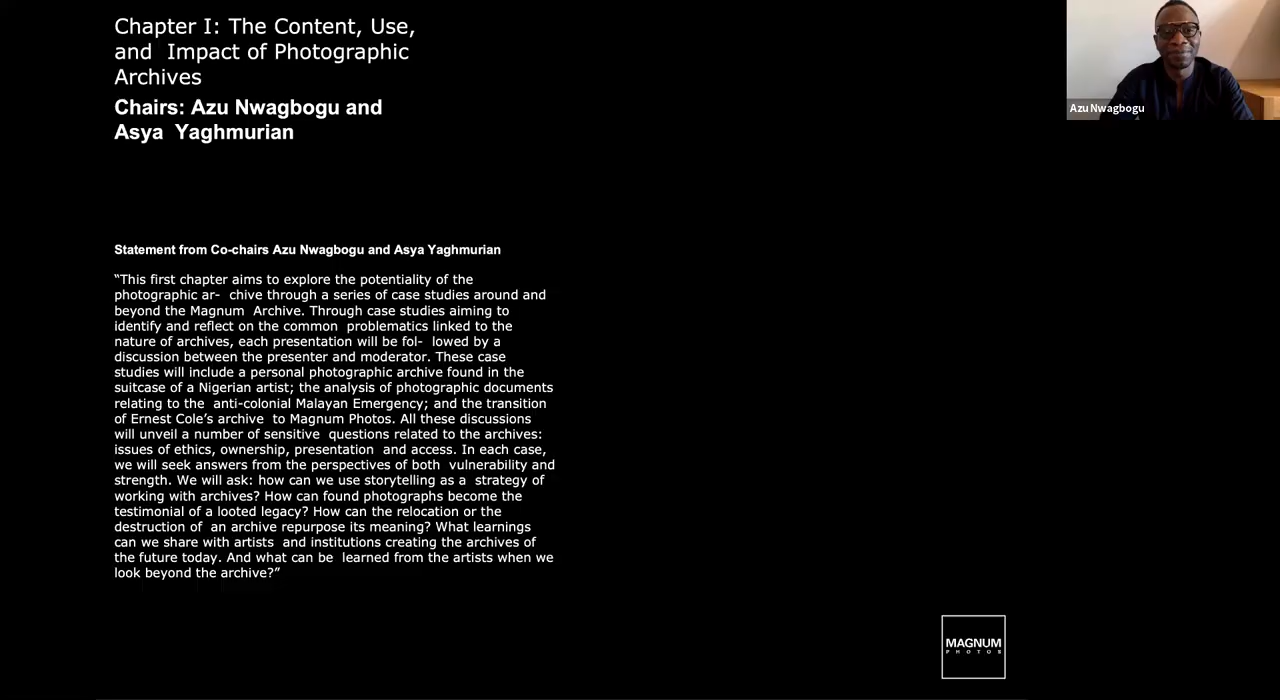 Chapter I: The Content, Use,
and Impact of Photographic
Archives
Chairs: Azu Nwagbogu and
Asya Yaghmurian
Azu Nwagbogu
Statement from Co-chairs Azu Nwagbogu and Asya Yaghmurian
“This first chapter aims to explore the potentiality of the
photographic ar- chive through a series of case studies around and
beyond the Magnum Archive. Through case studies aiming to
identify and reflect on the common problematics linked to the
nature of archives, each presentation will be fol- lowed by a
discussion between the presenter and moderator. These case
studies will include a personal photographic archive found in the
suitcase of a Nigerian artist; the analysis of photographic documents
relating to the anti-colonial Malayan Emergency; and the transition
of Ernest Cole’s archive to Magnum Photos. All these discussions
will unveil a number of sensitive questions related to the archives:
issues of ethics, ownership, presentation and access. In each case,
we will seek answers from the perspectives of both vulnerability and
strength. We will ask: how can we use storytelling as a strategy of
working with archives? How can found photographs become the
testimonial of a looted legacy? How can the relocation or the
destruction of an archive repurpose its meaning? What learnings
can we share with artists and institutions creating the archives of
the future today. And what can be learned from the artists when we
look beyond the archive?”
MAGNUM
PHOTOS